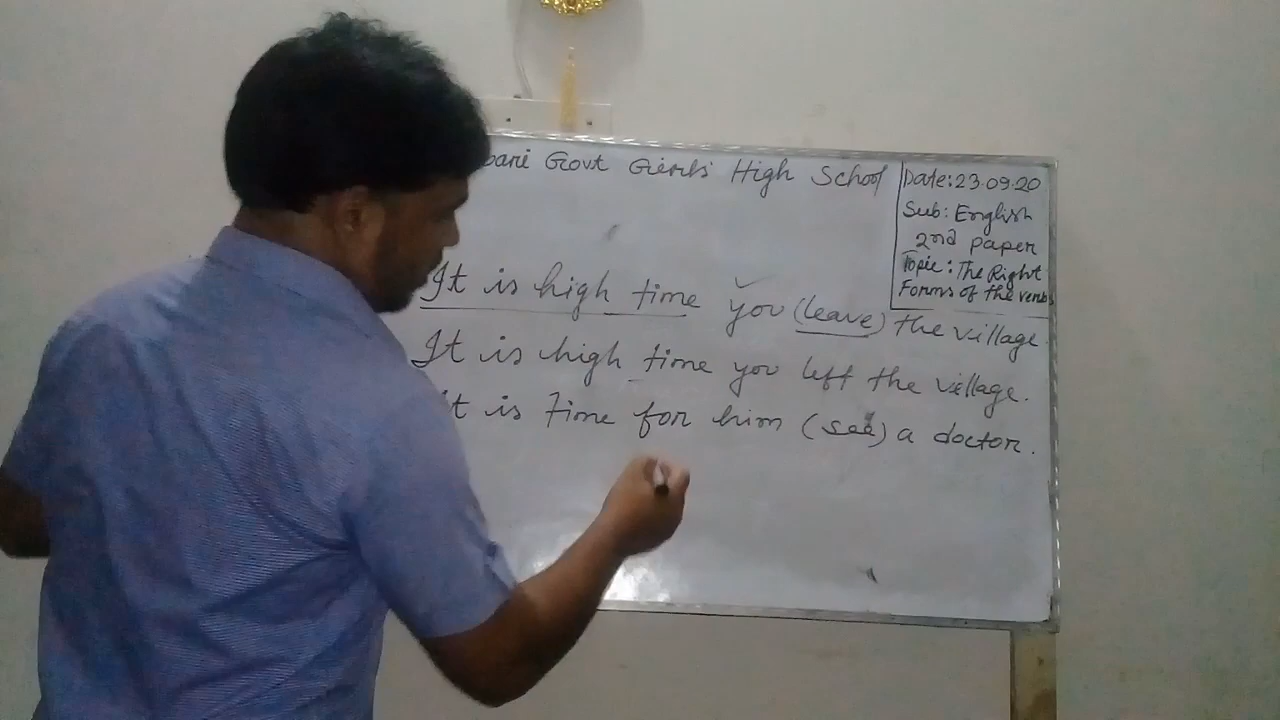 Govt Girls' High School
Date: 23.09.20
Sub: English
2nd paper
Topic: The Right
Forms of the verbs
It is high time you (leave) the village.
It is high time you left the village.
It is time for him (see) a doctor.